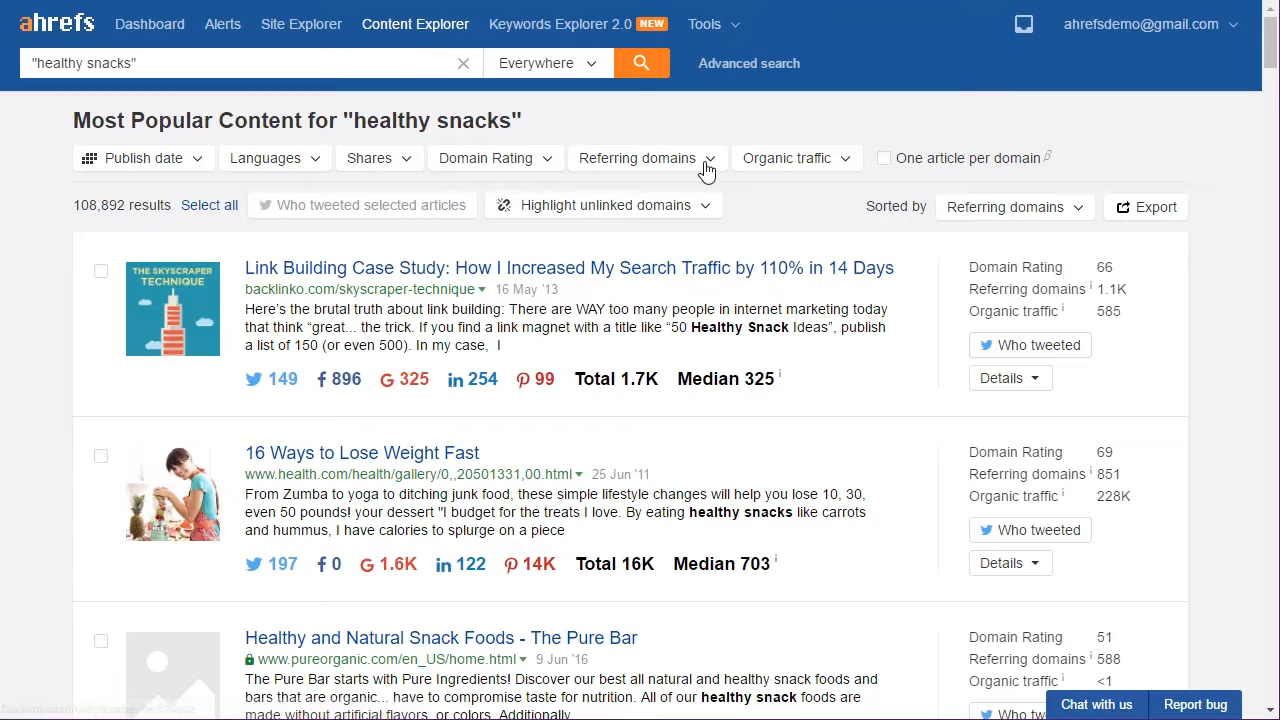 ahrefs Dashboard Alerts Site Explorer Content Explorer Keywords Explorer 2.0 NEW Tools ahrefsdemo@gmail.com
"healthy snacks" Everywhere Advanced search
Most Popular Content for "healthy snacks"
Publish date Languages Shares Domain Rating Referring domains Organic traffic One article per domain
108,892 results Select all Who tweeted selected articles Highlight unlinked domains Sorted by Referring domains Export
THE SKYSCRAPER
TECHNIQUE
Link Building Case Study: How I Increased My Search Traffic by 110% in 14 Days
backlinko.com/skyscraper-technique 16 May '13
Here's the brutal truth about link building: There are WAY too many people in internet marketing today
that think “great... the trick. If you find a link magnet with a title like “50 Healthy Snack Ideas”, publish
a list of 150 (or even 500). In my case, I
149 896 325 254 99 Total 1.7K Median 325 i
Domain Rating 66
Referring domains i 1.1K
Organic traffic i 585
Who tweeted
Details
16 Ways to Lose Weight Fast
www.health.com/health/gallery/0,,20501331,00.html 25 Jun '11
From Zumba to yoga to ditching junk food, these simple lifestyle changes will help you lose 10, 30,
even 50 pounds! your dessert "I budget for the treats I love. By eating healthy snacks like carrots
and hummus, I have calories to splurge on a piece
197 0 1.6K 122 14K Total 16K Median 703 i
Domain Rating 69
Referring domains i 851
Organic traffic i 228K
Who tweeted
Details
Healthy and Natural Snack Foods - The Pure Bar
www.pureorganic.com/en_US/home.html 9 Jun '16
The Pure Bar starts with Pure Ingredients! Discover our best all natural and healthy snack foods and
bars that are organic... have to compromise taste for nutrition. All of our healthy snack foods are
made without artificial flavors, or colors. Additionally
Domain Rating 51
Referring domains i 588
Organic traffic i <1
Chat with us Report bug